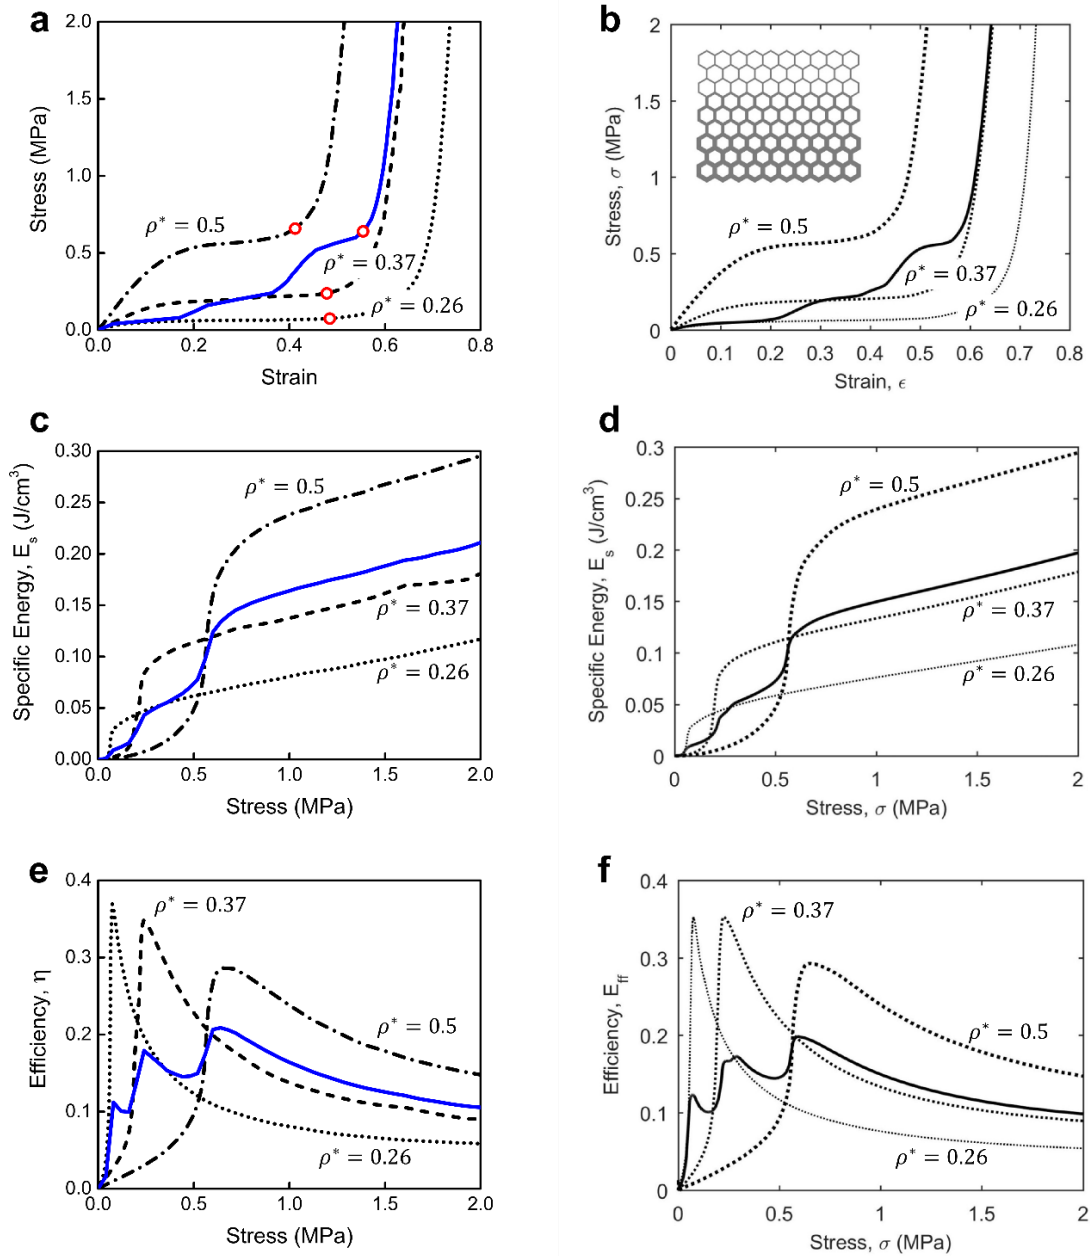 a
Stress (MPa)
2.0
1.5
1.0
0.5
0.0
ρ* = 0.5
ρ* = 0.37
ρ* = 0.26
0.0 0.2 0.4 0.6 0.8
Strain
b
Stress, σ (MPa)
2
1.5
1
0.5
0
ρ* = 0.5
ρ* = 0.37
ρ* = 0.26
0 0.1 0.2 0.3 0.4 0.5 0.6 0.7 0.8
Strain, ϵ
c
Specific Energy, Es (J/cm³)
0.30
0.25
0.20
0.15
0.10
0.05
0.00
ρ* = 0.5
ρ* = 0.37
ρ* = 0.26
0.0 0.5 1.0 1.5 2.0
Stress (MPa)
d
Specific Energy, Es (J/cm³)
0.3
0.25
0.2
0.15
0.1
0.05
0
ρ* = 0.5
ρ* = 0.37
ρ* = 0.26
0 0.5 1 1.5 2
Stress, σ (MPa)
e
Efficiency, η
0.4
0.3
0.2
0.1
0.0
ρ* = 0.37
ρ* = 0.5
ρ* = 0.26
0.0 0.5 1.0 1.5 2.0
Stress (MPa)
f
Efficiency, Eff
0.4
0.3
0.2
0.1
0
ρ* = 0.37
ρ* = 0.5
ρ* = 0.26
0 0.5 1 1.5 2
Stress, σ (MPa)